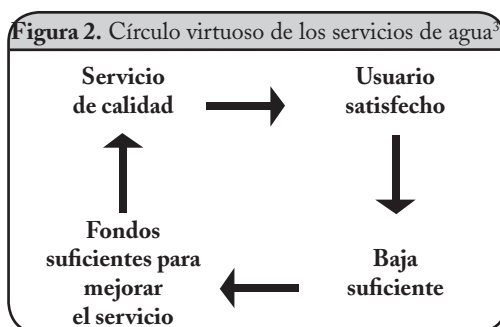 Figura 2. Círculo virtuoso de los servicios de agua³
Servicio
de calidad
Usuario
satisfecho
Fondos
suficientes para
mejorar
el servicio
Baja
suficiente